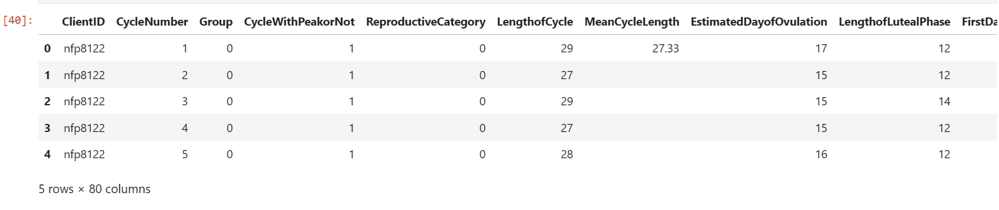 [40]: ClientID CycleNumber Group CycleWithPeakorNot ReproductiveCategory LengthofCycle MeanCycleLength EstimatedDayofOvulation LengthofLutealPhase FirstDa
0 nfp8122 1 0 1 0 29 27.33 17 12
1 nfp8122 2 0 1 0 27 15 12
2 nfp8122 3 0 1 0 29 15 14
3 nfp8122 4 0 1 0 27 15 12
4 nfp8122 5 0 1 0 28 16 12
5 rows × 80 columns